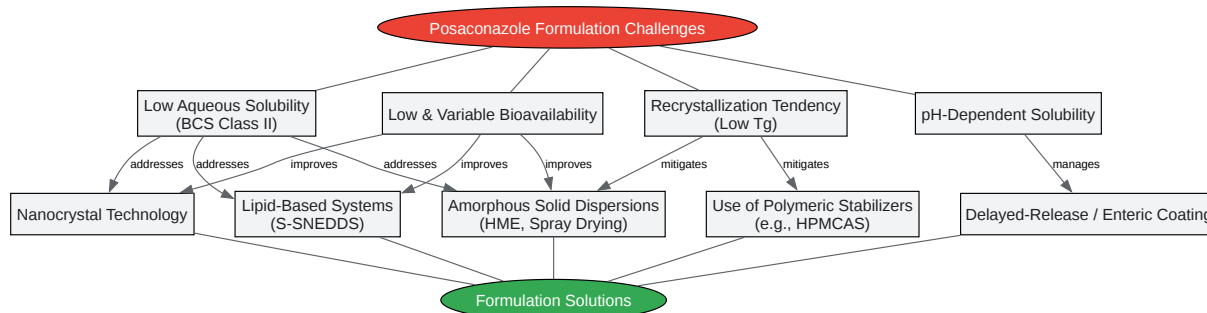 Posaconazole Formulation Challenges
Low Aqueous Solubility
(BCS Class II)
Low & Variable Bioavailability
Recrystallization Tendency
(Low Tg)
pH-Dependent Solubility
addresses
addresses
improves
addresses
improves
improves
mitigates
mitigates
manages
Nanocrystal Technology
Lipid-Based Systems
(S-SNEDDS)
Amorphous Solid Dispersions
(HME, Spray Drying)
Use of Polymeric Stabilizers
(e.g., HPMCAS)
Delayed-Release / Enteric Coating
Formulation Solutions